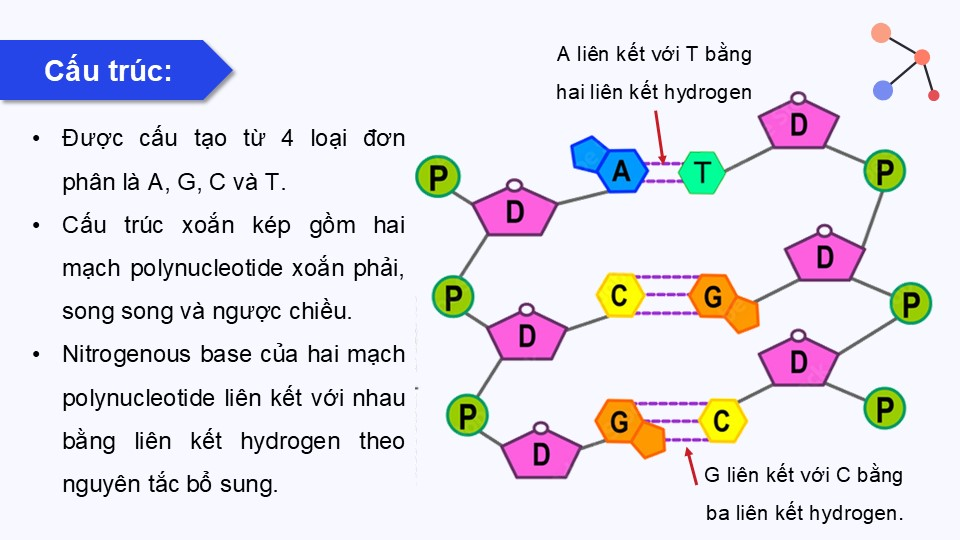 Cấu trúc:
• Được cấu tạo từ 4 loại đơn
phân là A, G, C và T.
• Cấu trúc xoắn kép gồm hai
mạch polynucleotide xoắn phải,
song song và ngược chiều.
• Nitrogenous base của hai mạch
polynucleotide liên kết với nhau
bằng liên kết hydrogen theo
nguyên tắc bổ sung.
A liên kết với T bằng
hai liên kết hydrogen
D
P A T P
D
D
P C G P
D
D
P G C P
D
G liên kết với C bằng
ba liên kết hydrogen.